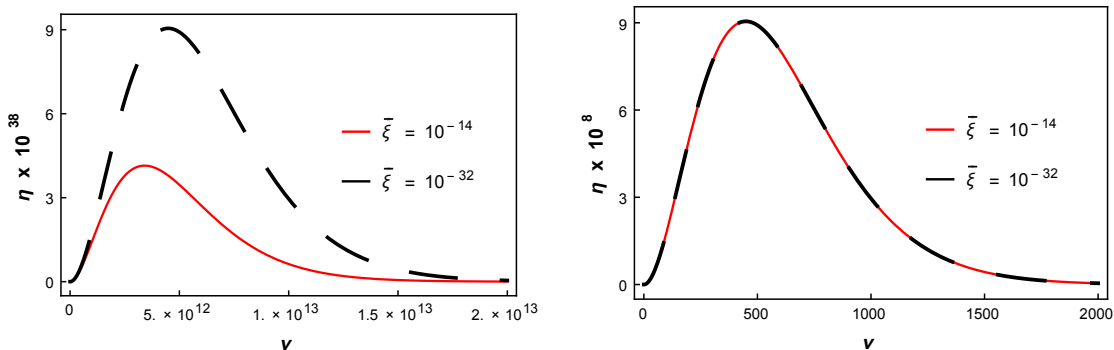 9
6
3
0
η x 10^38
ξ̄ = 10^-14
ξ̄ = 10^-32
0
5. × 10^12
1. × 10^13
1.5 × 10^13
2. × 10^13
ν
9
6
3
0
η x 10^8
ξ̄ = 10^-14
ξ̄ = 10^-32
0
500
1000
1500
2000
ν